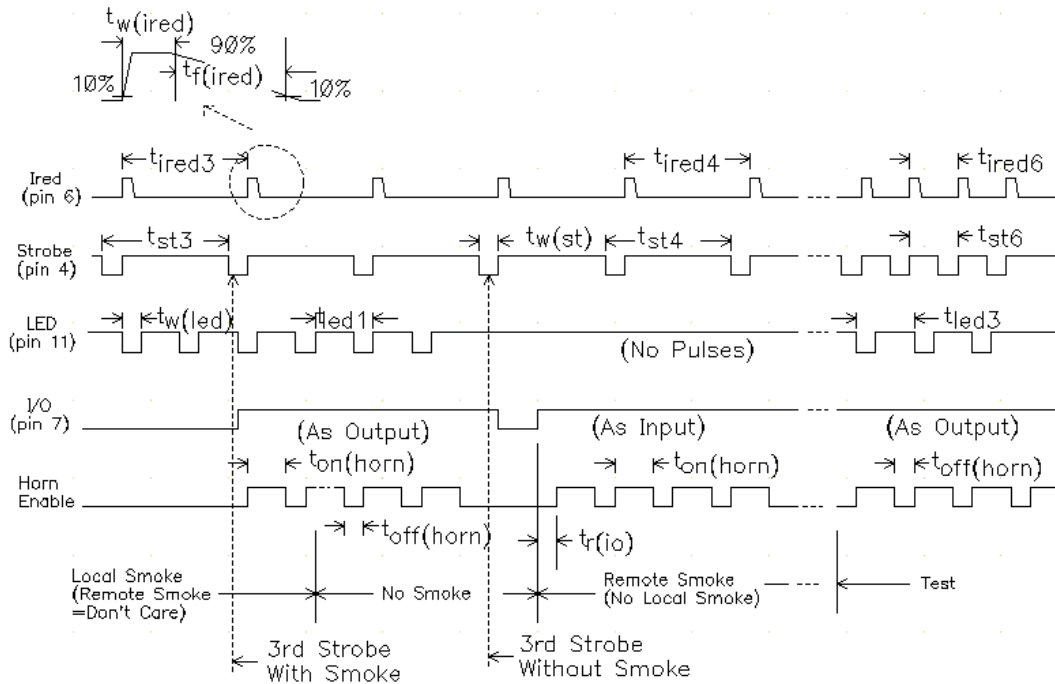 tw(ired)
90%
tf(ired)
10%
10%
tired3
tired4
tired6
Ired
(pin 6)
tst3
tw(st)
tst4
tst6
Strobe
(pin 4)
tw(led)
tled1
tled3
LED
(pin 11)
(No Pulses)
I/O
(pin 7)
(As Output)
(As Input)
(As Output)
ton(horn)
ton(horn)
toff(horn)
Horn
Enable
toff(horn)
tr(io)
Local Smoke
(Remote Smoke
=Don't Care)
No Smoke
Remote Smoke
(No Local Smoke)
Test
3rd Strobe
With Smoke
3rd Strobe
Without Smoke